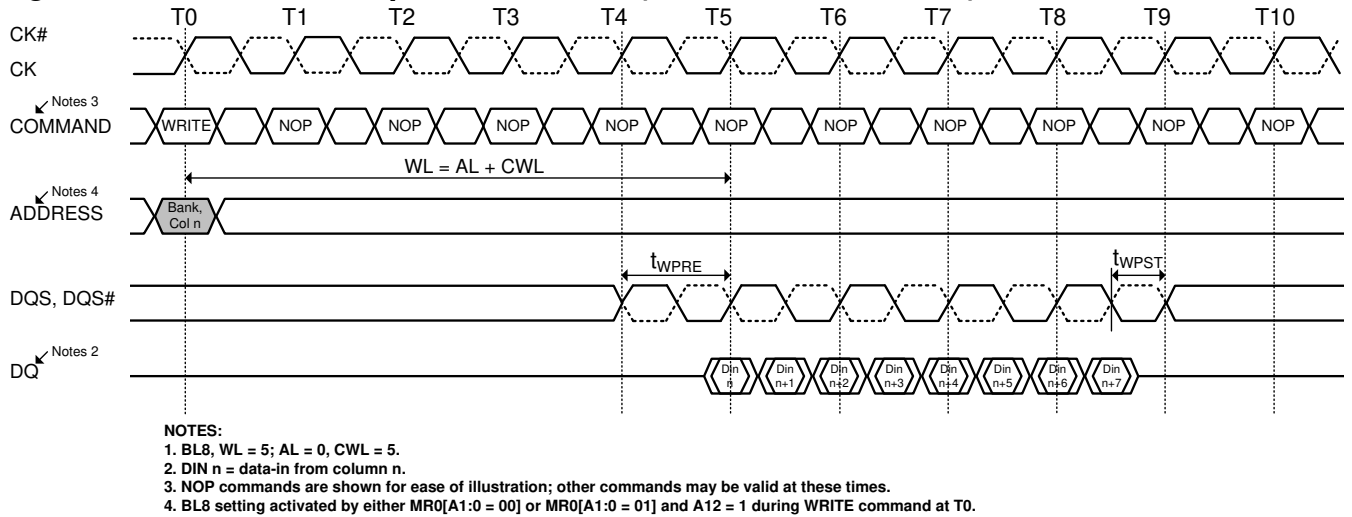 T0 T1 T2 T3 T4 T5 T6 T7 T8 T9 T10
CK#
CK
Notes 3
COMMAND WRITE NOP NOP NOP NOP NOP NOP NOP NOP NOP NOP
WL = AL + CWL
Notes 4
ADDRESS
Bank,
Col n
tWPRE tWPST
DQS, DQS#
Notes 2
DQ
Din Din Din Din Din Din Din Din
n n+1 n+2 n+3 n+4 n+5 n+6 n+7
NOTES:
1. BL8, WL = 5; AL = 0, CWL = 5.
2. DIN n = data-in from column n.
3. NOP commands are shown for ease of illustration; other commands may be valid at these times.
4. BL8 setting activated by either MR0[A1:0 = 00] or MR0[A1:0 = 01] and A12 = 1 during WRITE command at T0.